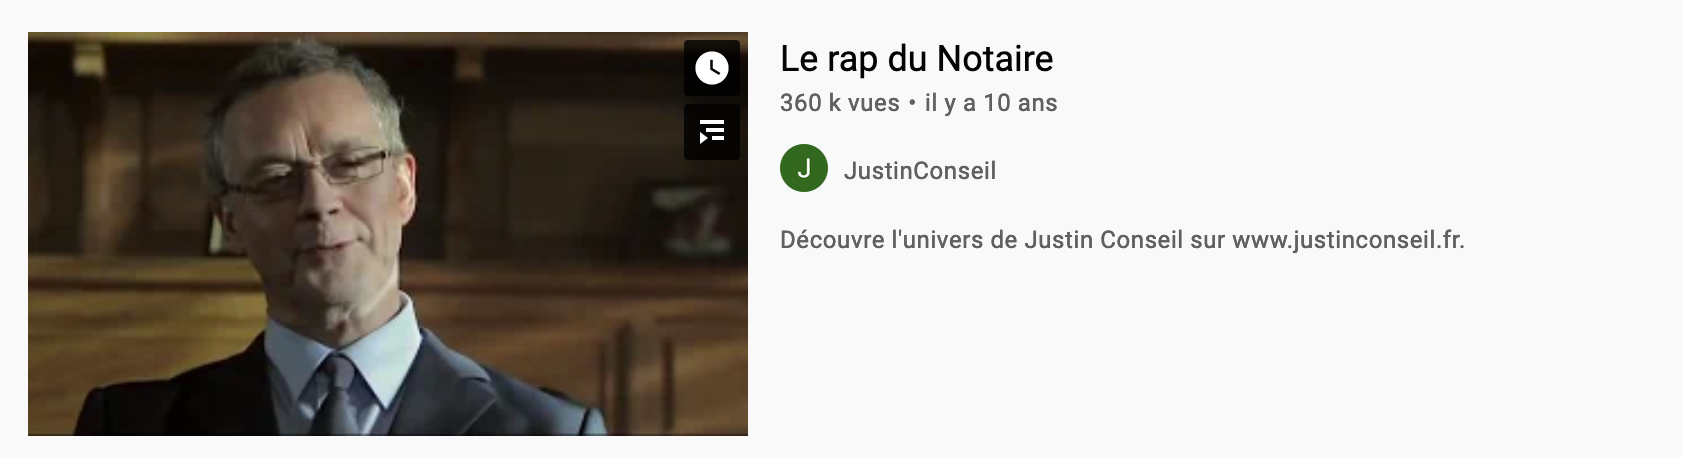 Le rap du Notaire
360 k vues • il y a 10 ans
J JustinConseil
Découvre l'univers de Justin Conseil sur www.justinconseil.fr.